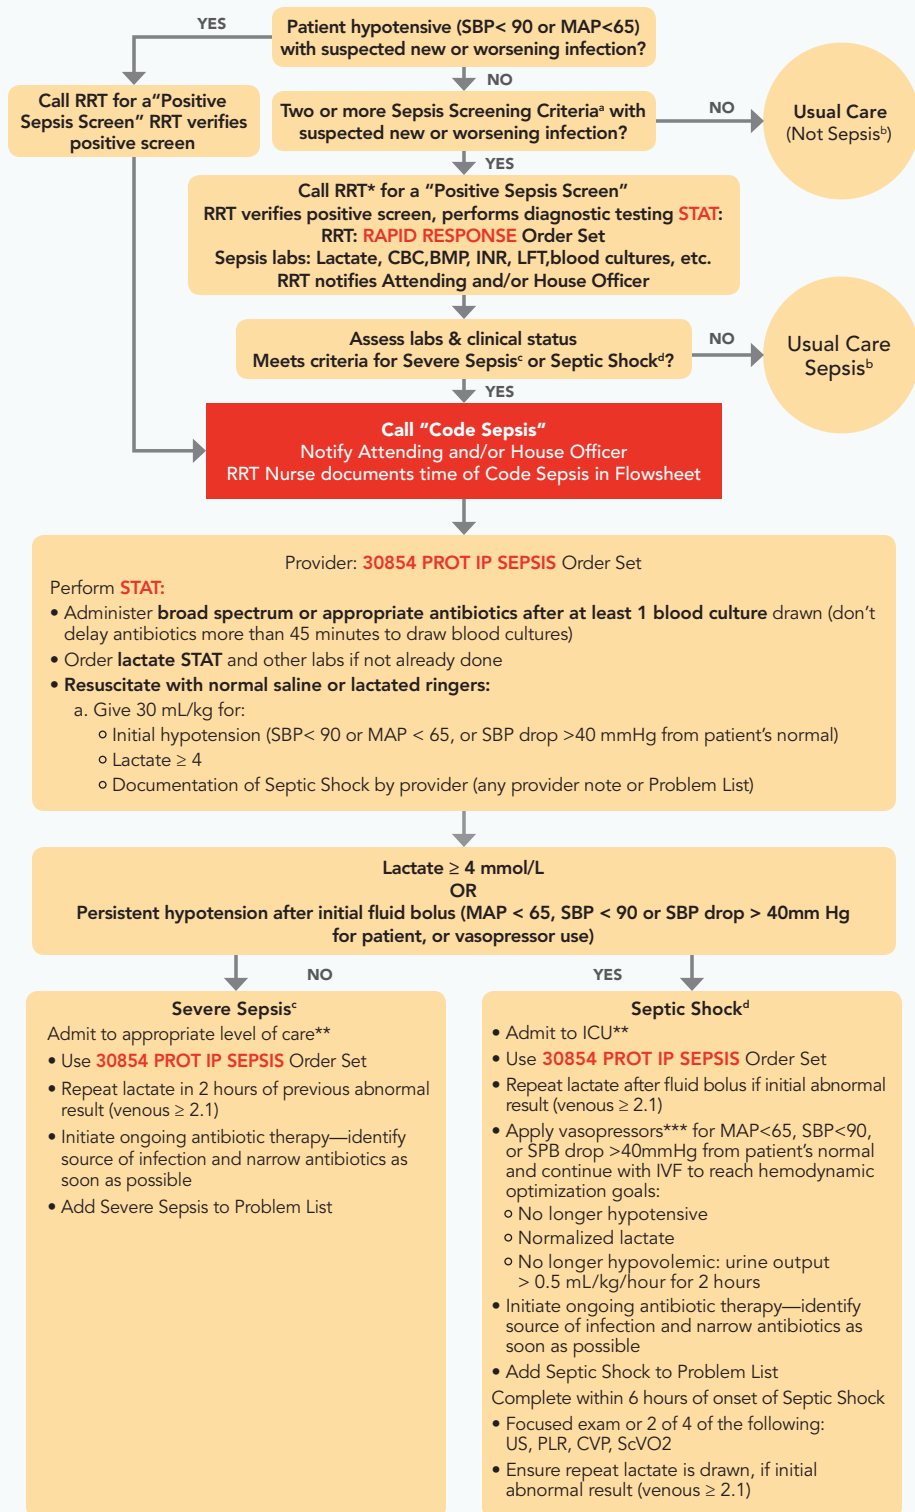 Patient hypotensive (SBP< 90 or MAP<65)
with suspected new or worsening infection?
YES
NO
Call RRT for a“Positive
Sepsis Screen” RRT verifies
positive screen
Two or more Sepsis Screening Criteriaᵃ with
suspected new or worsening infection?
NO
Usual Care
(Not Sepsisᵇ)
YES
Call RRT* for a “Positive Sepsis Screen”
RRT verifies positive screen, performs diagnostic testing STAT:
RRT: RAPID RESPONSE Order Set
Sepsis labs: Lactate, CBC,BMP, INR, LFT,blood cultures, etc.
RRT notifies Attending and/or House Officer
Assess labs & clinical status
Meets criteria for Severe Sepsisᶜ or Septic Shockᵈ?
NO
Usual Care
Sepsisᵇ
YES
Call “Code Sepsis”
Notify Attending and/or House Officer
RRT Nurse documents time of Code Sepsis in Flowsheet
Provider: 30854 PROT IP SEPSIS Order Set
Perform STAT:
• Administer broad spectrum or appropriate antibiotics after at least 1 blood culture drawn (don’t
delay antibiotics more than 45 minutes to draw blood cultures)
• Order lactate STAT and other labs if not already done
• Resuscitate with normal saline or lactated ringers:
a. Give 30 mL/kg for:
o Initial hypotension (SBP< 90 or MAP < 65, or SBP drop >40 mmHg from patient’s normal)
o Lactate ≥ 4
o Documentation of Septic Shock by provider (any provider note or Problem List)
Lactate ≥ 4 mmol/L
OR
Persistent hypotension after initial fluid bolus (MAP < 65, SBP < 90 or SBP drop > 40mm Hg
for patient, or vasopressor use)
NO
YES
Severe Sepsisᶜ
Admit to appropriate level of care**
• Use 30854 PROT IP SEPSIS Order Set
• Repeat lactate in 2 hours of previous abnormal
result (venous ≥ 2.1)
• Initiate ongoing antibiotic therapy—identify
source of infection and narrow antibiotics as
soon as possible
• Add Severe Sepsis to Problem List
Septic Shockᵈ
• Admit to ICU**
• Use 30854 PROT IP SEPSIS Order Set
• Repeat lactate after fluid bolus if initial abnormal
result (venous ≥ 2.1)
• Apply vasopressors*** for MAP<65, SBP<90,
or SPB drop >40mmHg from patient’s normal
and continue with IVF to reach hemodynamic
optimization goals:
o No longer hypotensive
o Normalized lactate
o No longer hypovolemic: urine output
> 0.5 mL/kg/hour for 2 hours
• Initiate ongoing antibiotic therapy—identify
source of infection and narrow antibiotics as
soon as possible
• Add Septic Shock to Problem List
Complete within 6 hours of onset of Septic Shock
• Focused exam or 2 of 4 of the following:
US, PLR, CVP, ScVO2
• Ensure repeat lactate is drawn, if initial
abnormal result (venous ≥ 2.1)